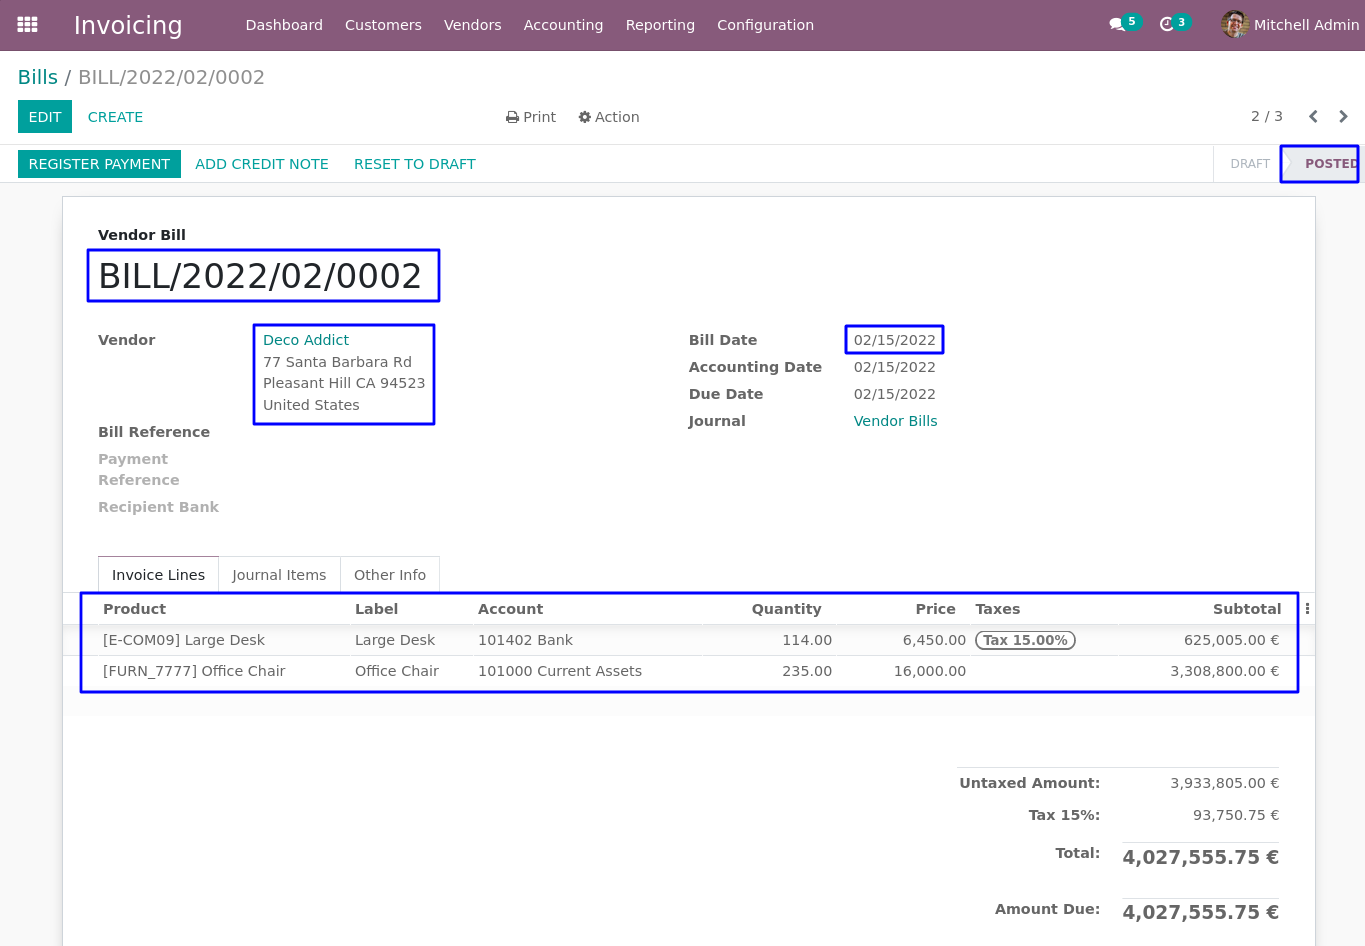 Invoicing Dashboard Customers Vendors Accounting Reporting Configuration 5 3 Mitchell Admin
Bills / BILL/2022/02/0002
EDIT CREATE Print Action 2 / 3
REGISTER PAYMENT ADD CREDIT NOTE RESET TO DRAFT DRAFT POSTED
Vendor Bill
BILL/2022/02/0002
Vendor Deco Addict Bill Date 02/15/2022
77 Santa Barbara Rd Accounting Date 02/15/2022
Pleasant Hill CA 94523 Due Date 02/15/2022
United States Journal Vendor Bills
Bill Reference
Payment
Reference
Recipient Bank
Invoice Lines Journal Items Other Info
Product Label Account Quantity Price Taxes Subtotal
[E-COM09] Large Desk Large Desk 101402 Bank 114.00 6,450.00 Tax 15.00% 625,005.00 €
[FURN_7777] Office Chair Office Chair 101000 Current Assets 235.00 16,000.00 3,308,800.00 €
Untaxed Amount: 3,933,805.00 €
Tax 15%: 93,750.75 €
Total: 4,027,555.75 €
Amount Due: 4,027,555.75 €